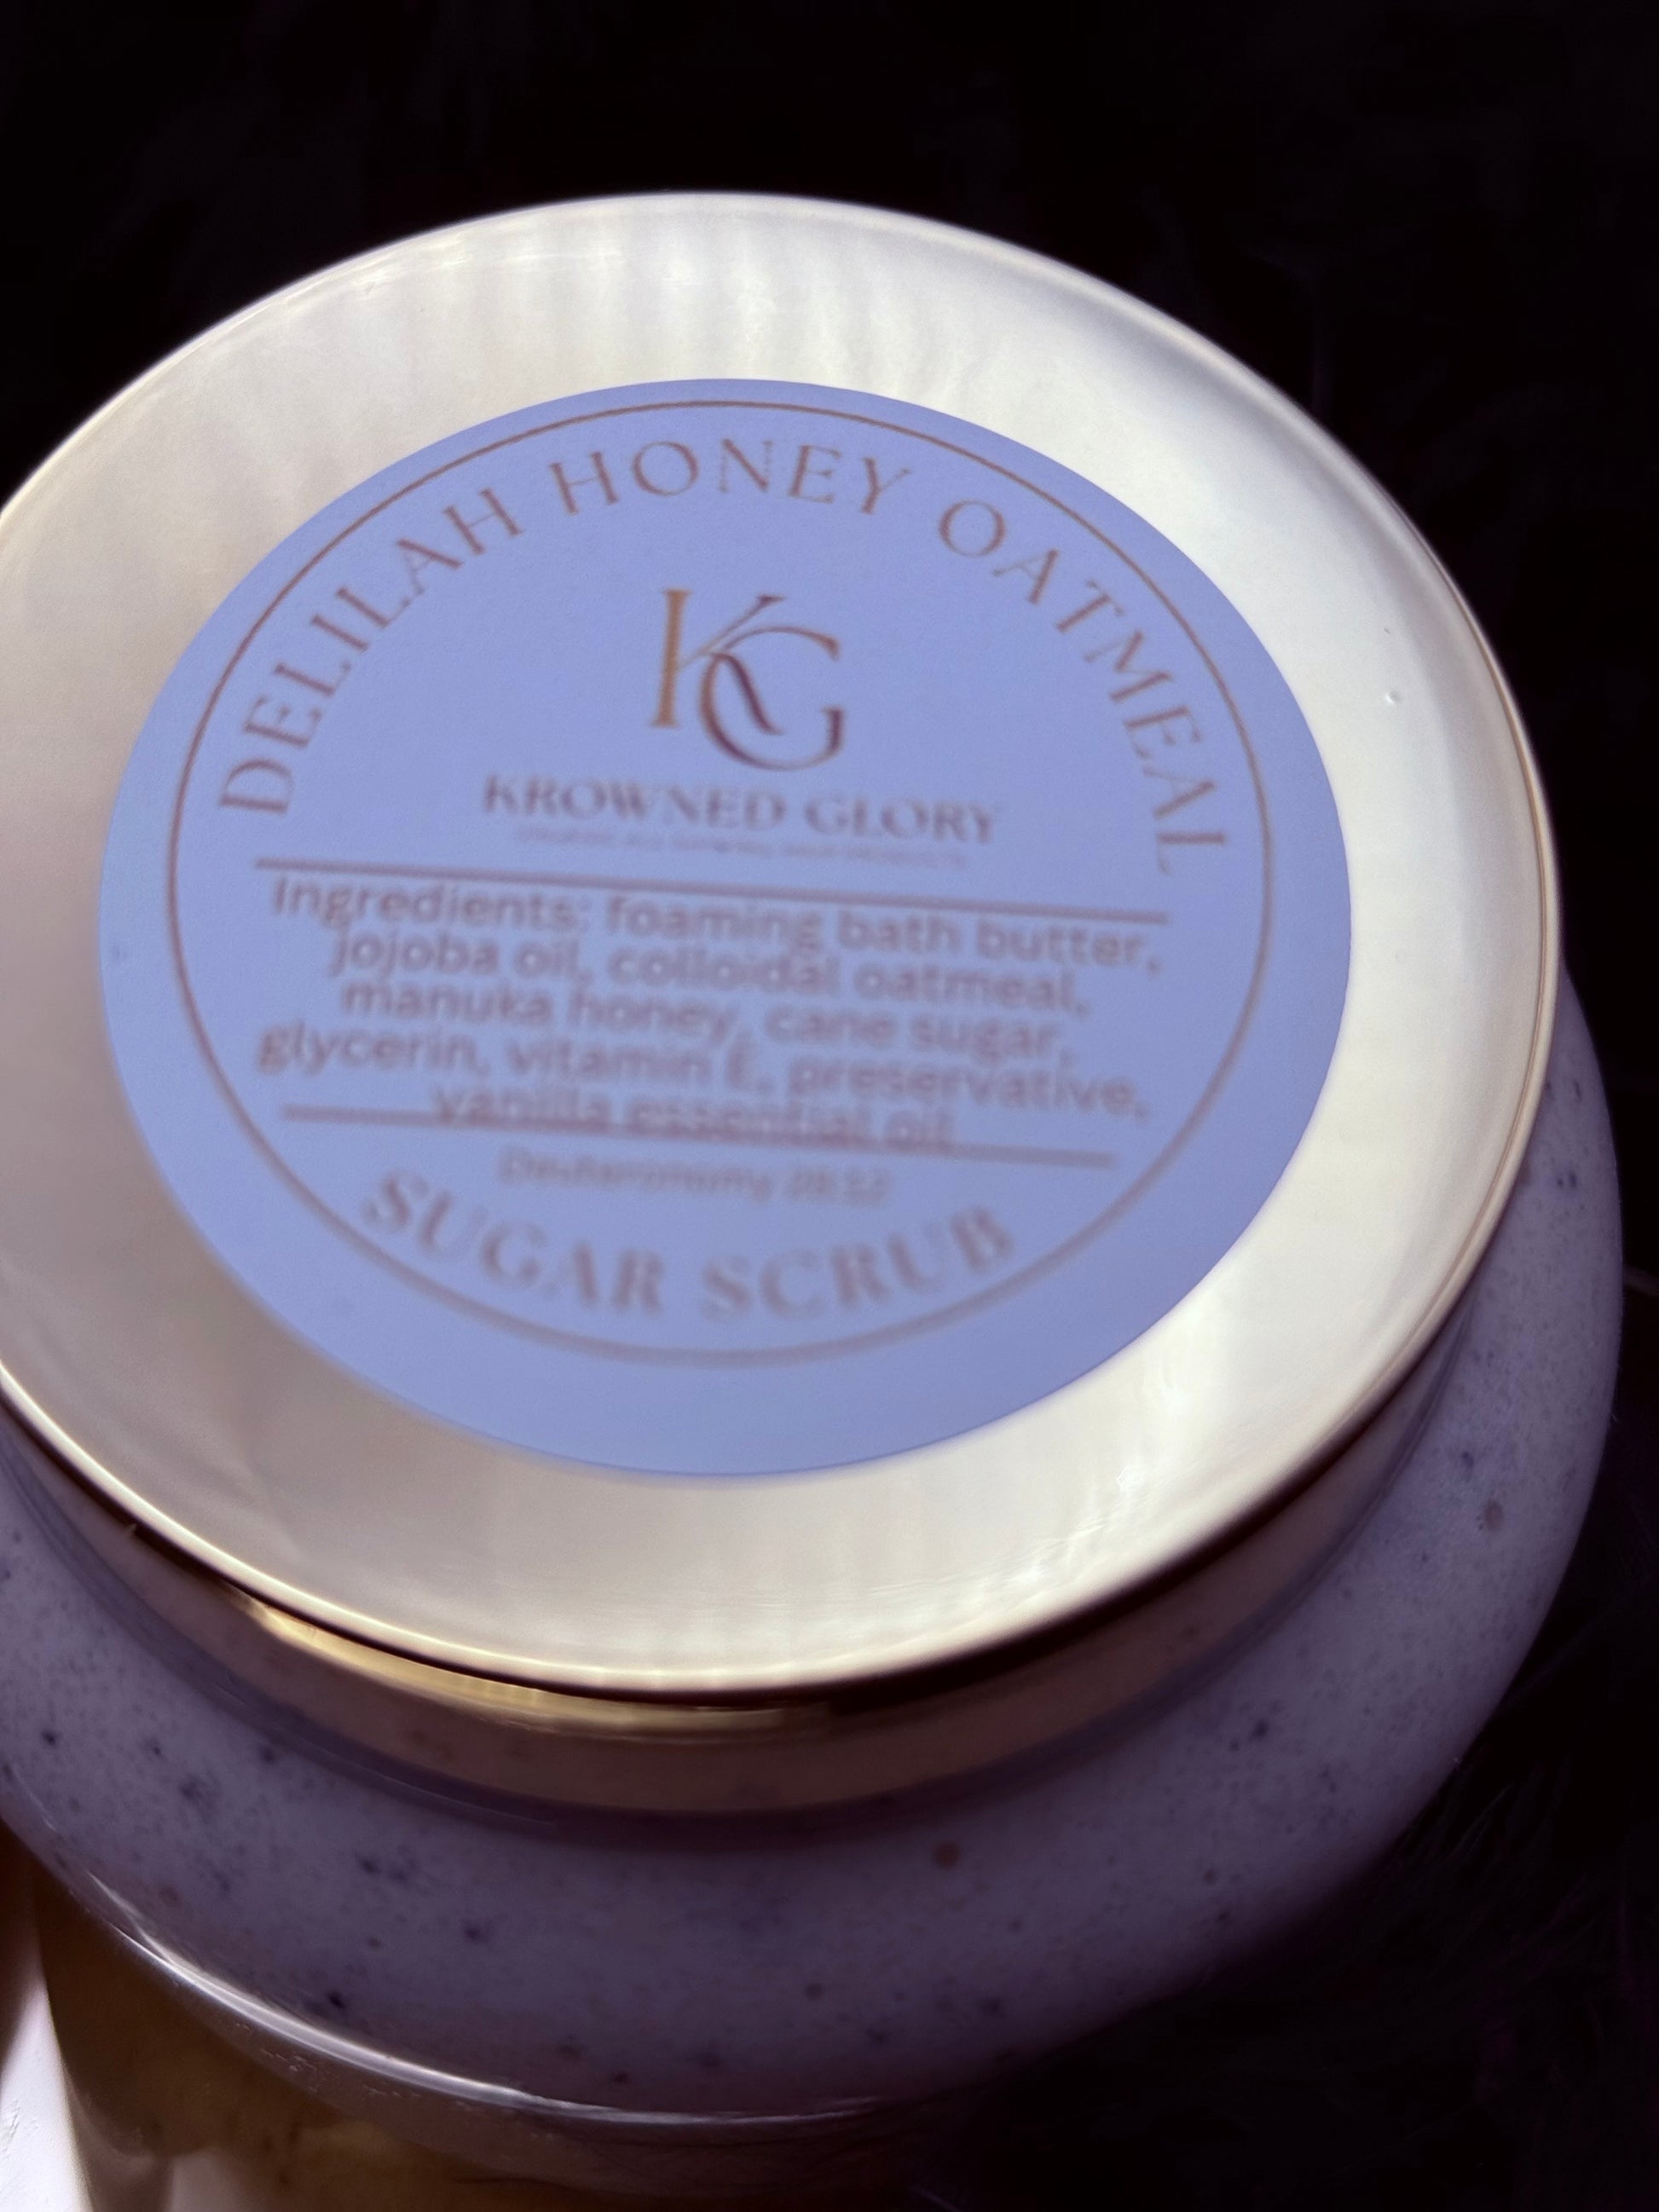 DELILAH HONEY OATMEAL
KG
KROWNED GLORY
Ingredients: foaming bath butter,
jojoba oil, colloidal oatmeal,
manuka honey, cane sugar,
glycerin, vitamin E, preservative,
vanilla essential oil
Deuteronomy 28:12
SUGAR SCRUB